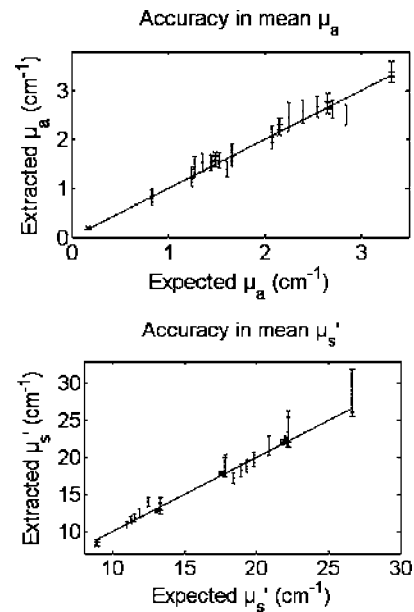 Accuracy in mean μa
Extracted μa (cm-1)
3
2
1
0
0 1 2 3
Expected μa (cm-1)
Accuracy in mean μs'
Extracted μs' (cm-1)
30
25
20
15
10
10 15 20 25 30
Expected μs' (cm-1)